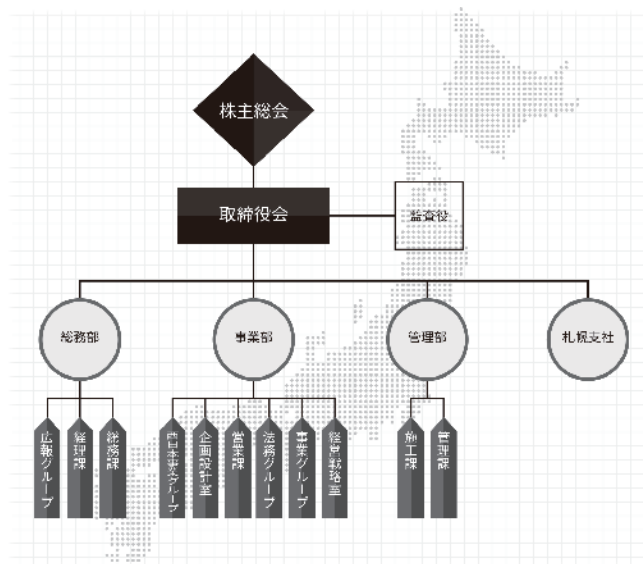 株主総会
取締役会
監査役
総務部
事業部
管理部
札幌支社
広報グループ
経理課
総務課
西日本事業グループ
企画設計室
営業課
法務グループ
事業グループ
経営戦略室
施工課
管理課